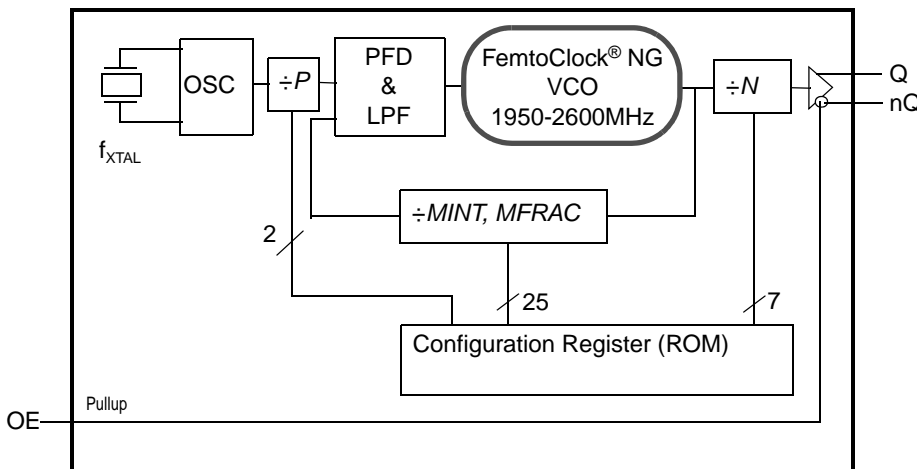 FemtoClock® NG
VCO
1950-2600MHz
PFD
&
LPF
OSC
÷P
÷N
Q
nQ
fXTAL
÷MINT, MFRAC
2
25
7
Configuration Register (ROM)
Pullup
OE